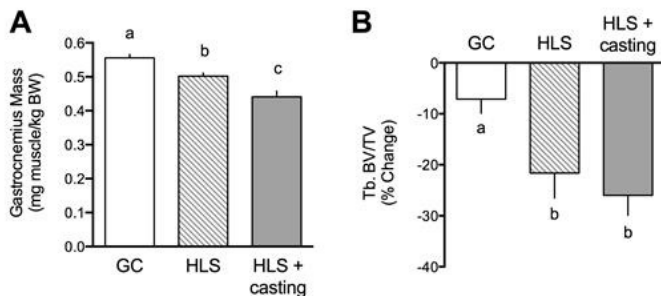 A
Gastrocnemius Mass
(mg muscle/kg BW)
0.6
0.5
0.4
0.3
0.2
0.1
0.0
a
b
c
GC
HLS
HLS +
casting
B
GC
HLS
HLS +
casting
Tb. BV/TV
(% Change)
0
-10
-20
-30
-40
a
b
b